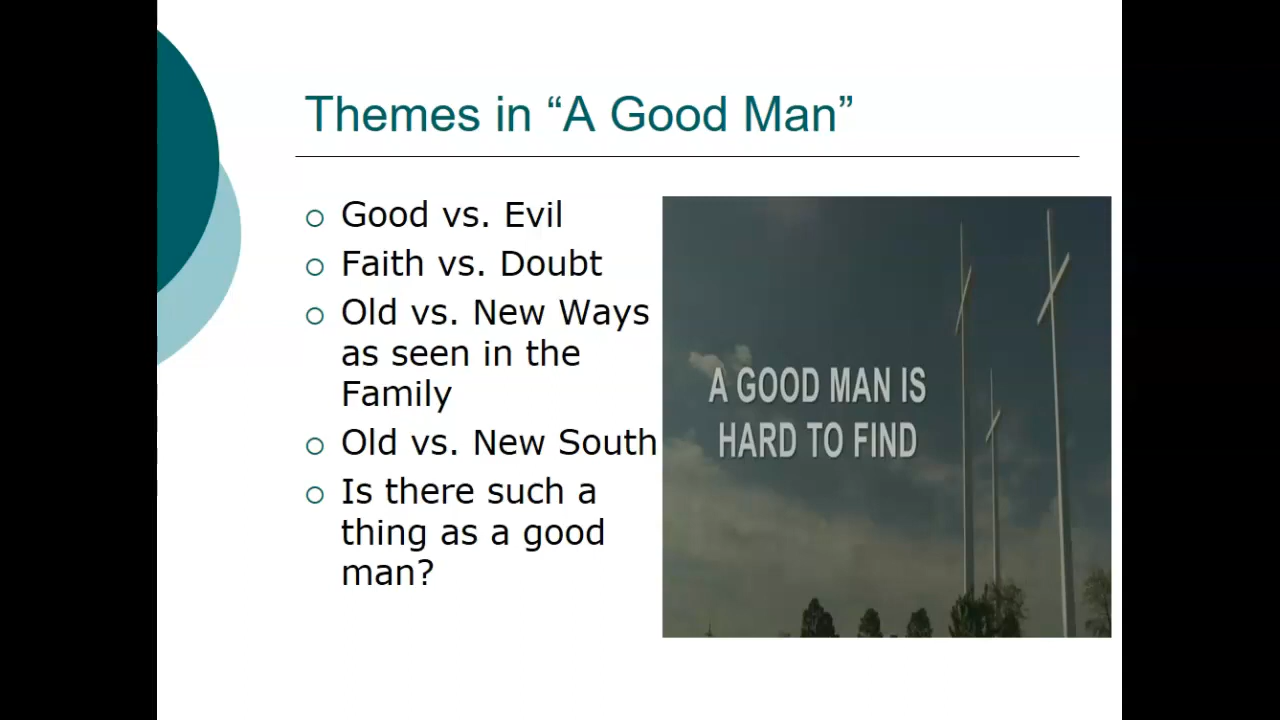 Themes in “A Good Man”
Good vs. Evil
Faith vs. Doubt
Old vs. New Ways
as seen in the
Family
Old vs. New South
Is there such a
thing as a good
man?
A GOOD MAN IS
HARD TO FIND